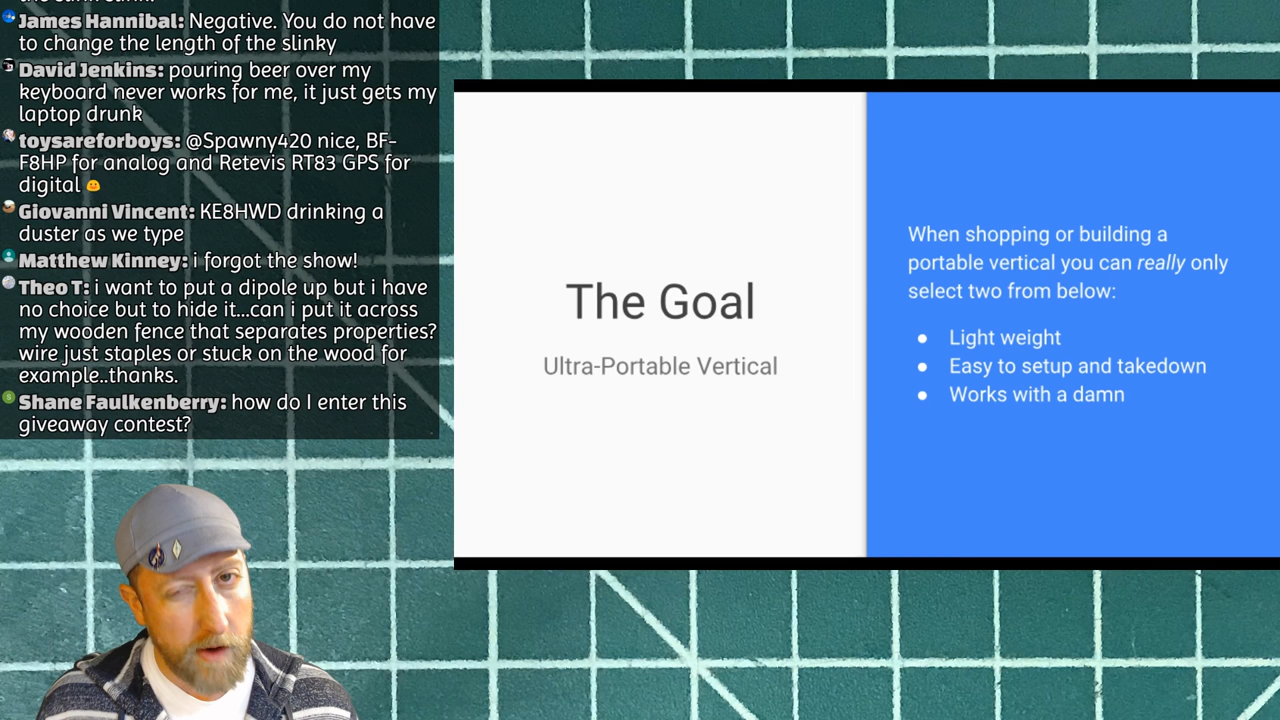 James Hannibal: Negative. You do not have
to change the length of the slinky
David Jenkins: pouring beer over my
keyboard never works for me, it just gets my
laptop drunk
toysareforboys: @Spawny420 nice, BF-
F8HP for analog and Retevis RT83 GPS for
digital
Giovanni Vincent: KE8HWD drinking a
duster as we type
Matthew Kinney: i forgot the show!
Theo T: i want to put a dipole up but i have
no choice but to hide it...can i put it across
my wooden fence that separates properties?
wire just staples or stuck on the wood for
example..thanks.
Shane Faulkenberry: how do I enter this
giveaway contest?
The Goal
Ultra-Portable Vertical
When shopping or building a
portable vertical you can really only
select two from below:
● Light weight
● Easy to setup and takedown
● Works with a damn